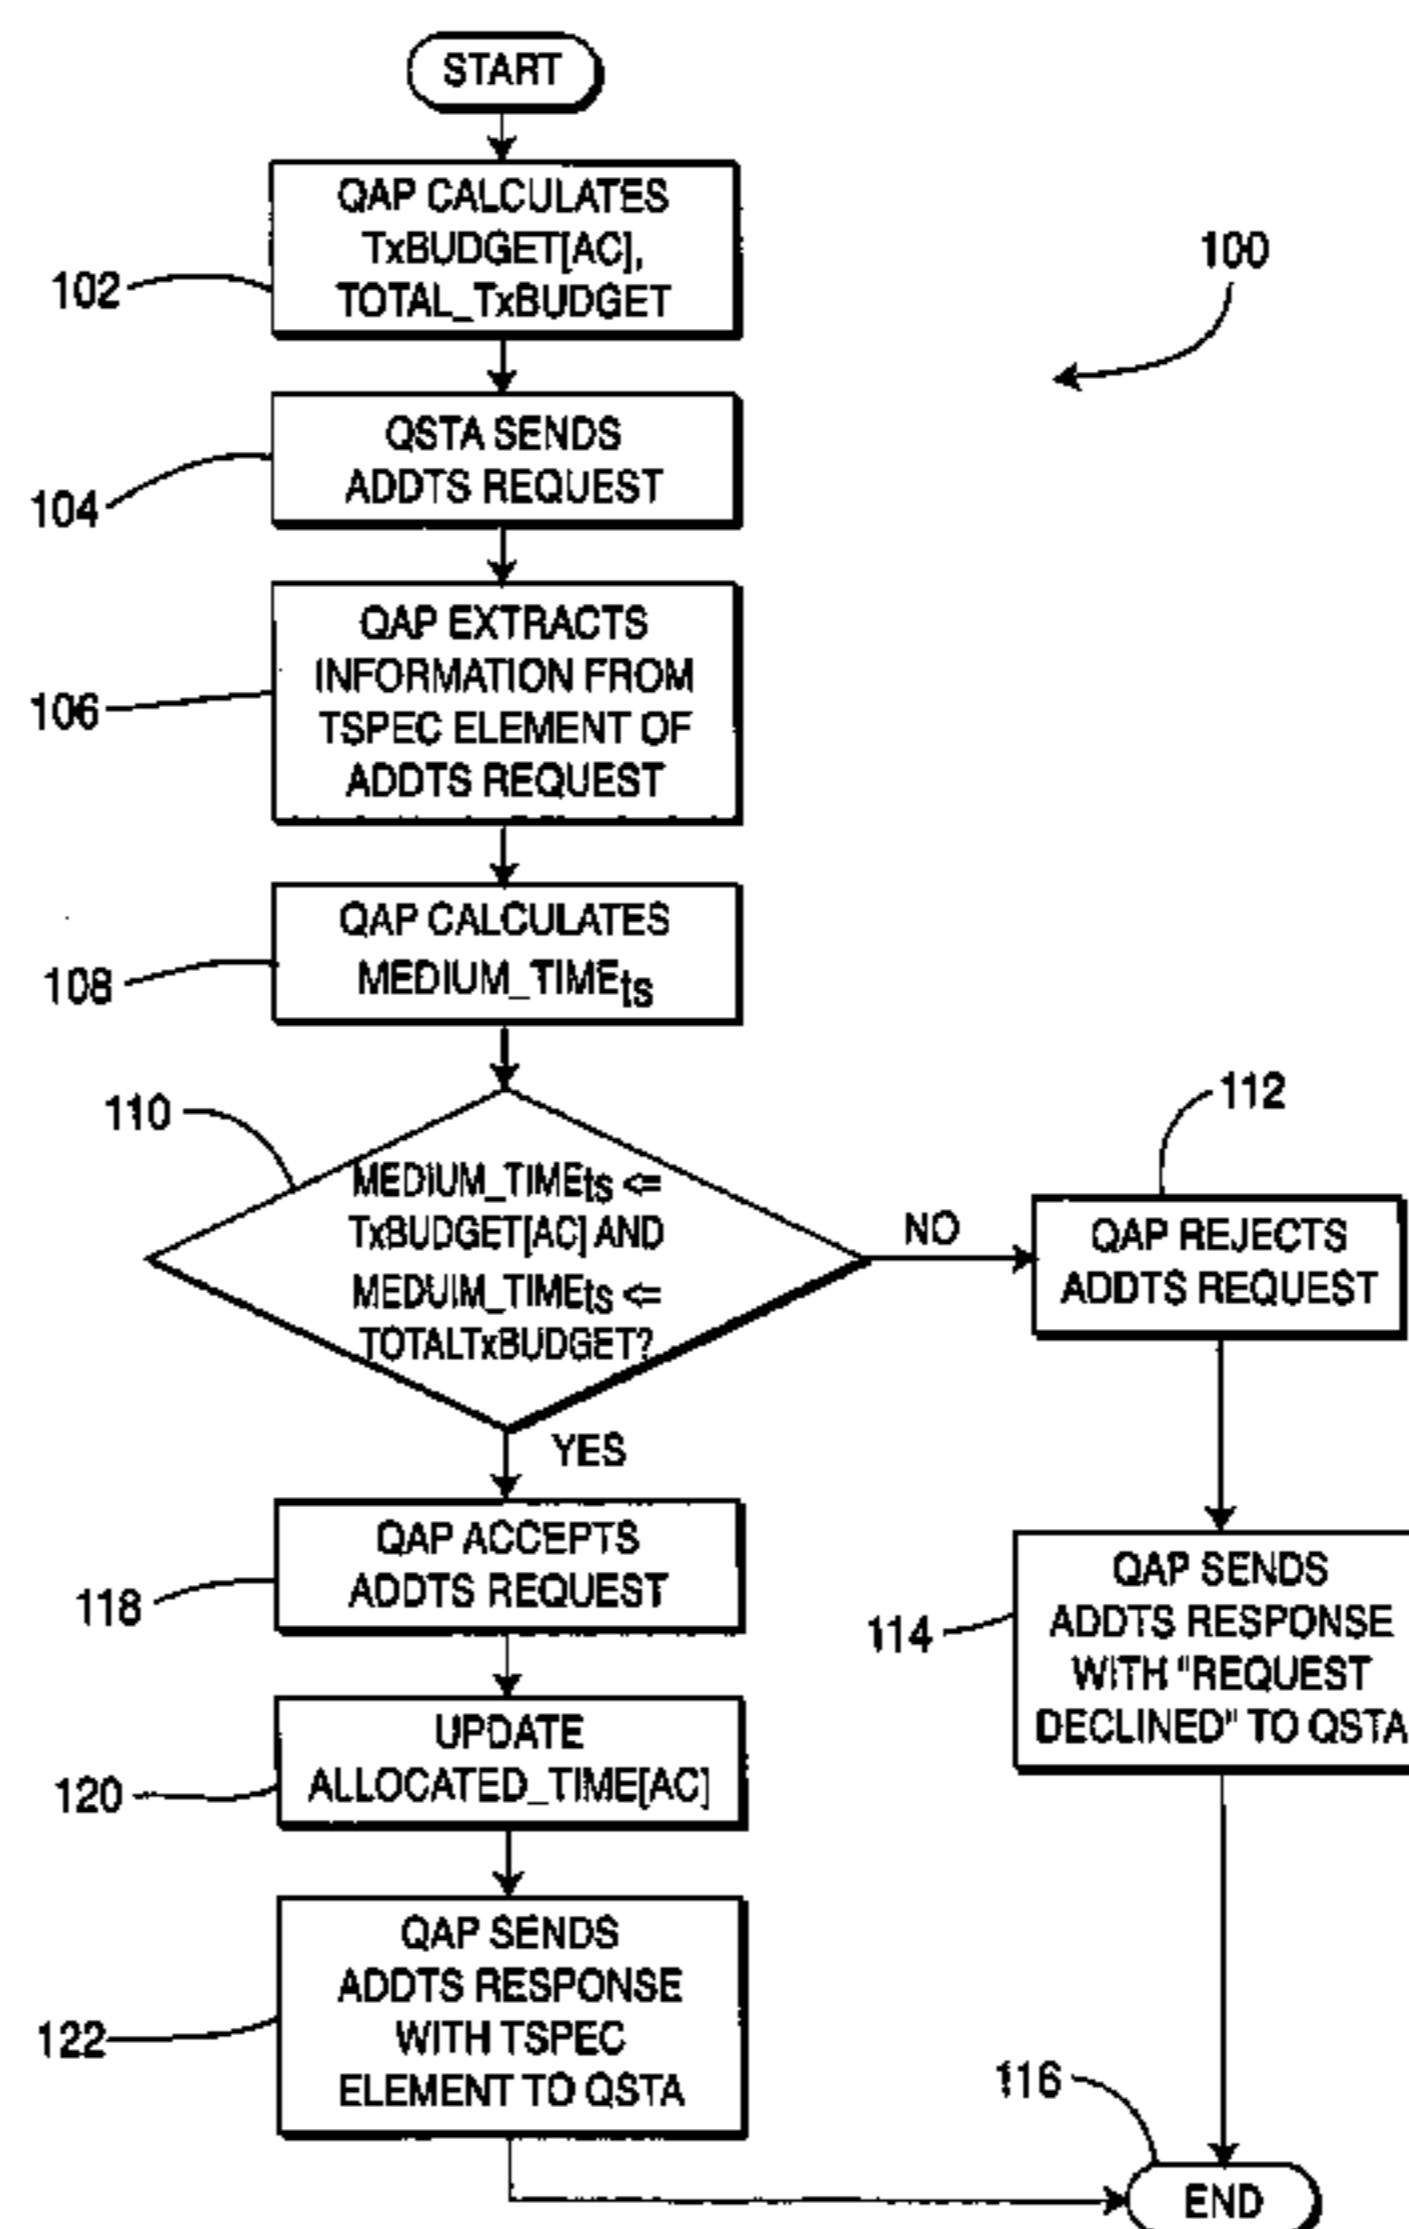 START
QAP CALCULATES
TxBUDGET[AC],
TOTAL_TxBUDGET
102
100
QSTA SENDS
ADDTS REQUEST
104
QAP EXTRACTS
INFORMATION FROM
TSPEC ELEMENT OF
ADDTS REQUEST
106
QAP CALCULATES
MEDIUM_TIMEts
108
110
MEDIUM_TIMEts <=
TxBUDGET[AC] AND
MEDUIM_TIMEts <=
TOTALTxBUDGET?
NO
112
QAP REJECTS
ADDTS REQUEST
YES
QAP ACCEPTS
ADDTS REQUEST
118
114
QAP SENDS
ADDTS RESPONSE
WITH "REQUEST
DECLINED" TO QSTA
UPDATE
ALLOCATED_TIME[AC]
120
QAP SENDS
ADDTS RESPONSE
WITH TSPEC
ELEMENT TO QSTA
122
116
END